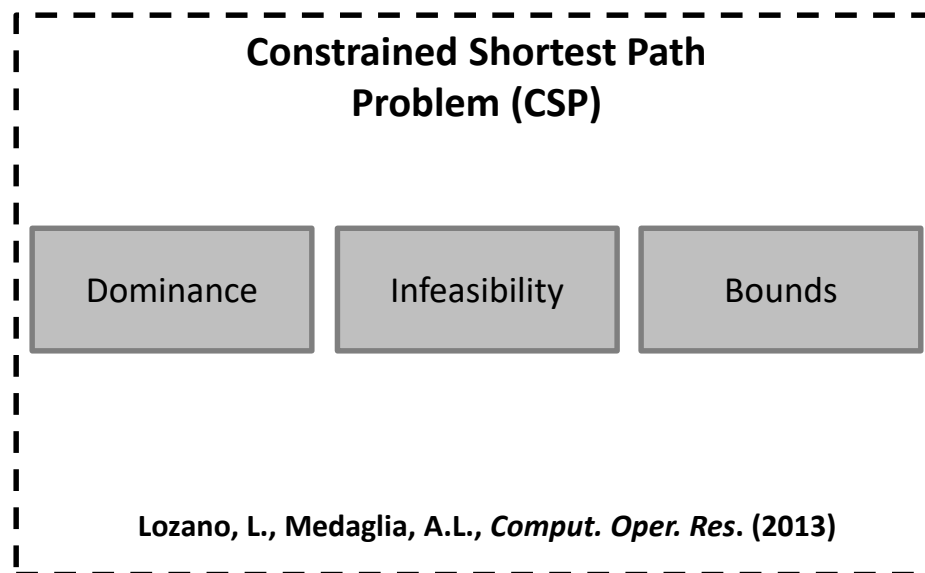 Constrained Shortest Path
Problem (CSP)
Dominance
Infeasibility
Bounds
Lozano, L., Medaglia, A.L., Comput. Oper. Res. (2013)